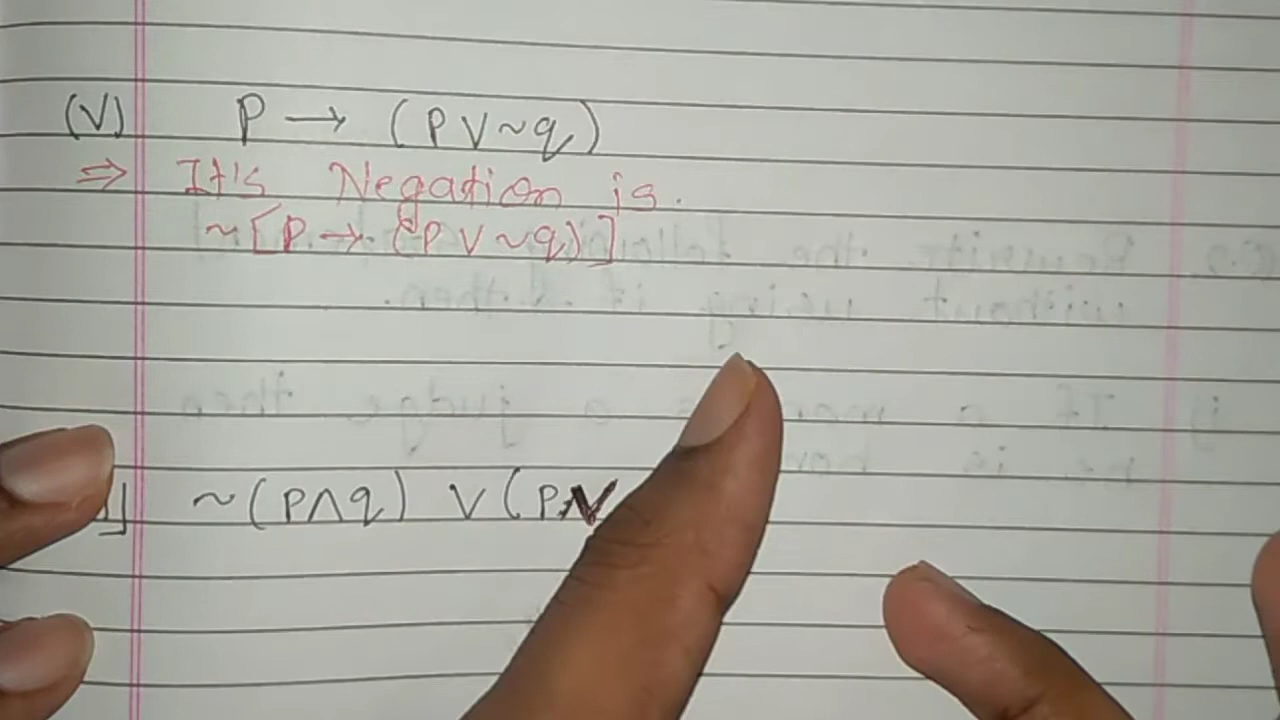 (V) P → (P ∨ ~q)
⇒ It's Negation is.
~[P → (P ∨ ~q)]
~(P∧q) ∨ (P∨